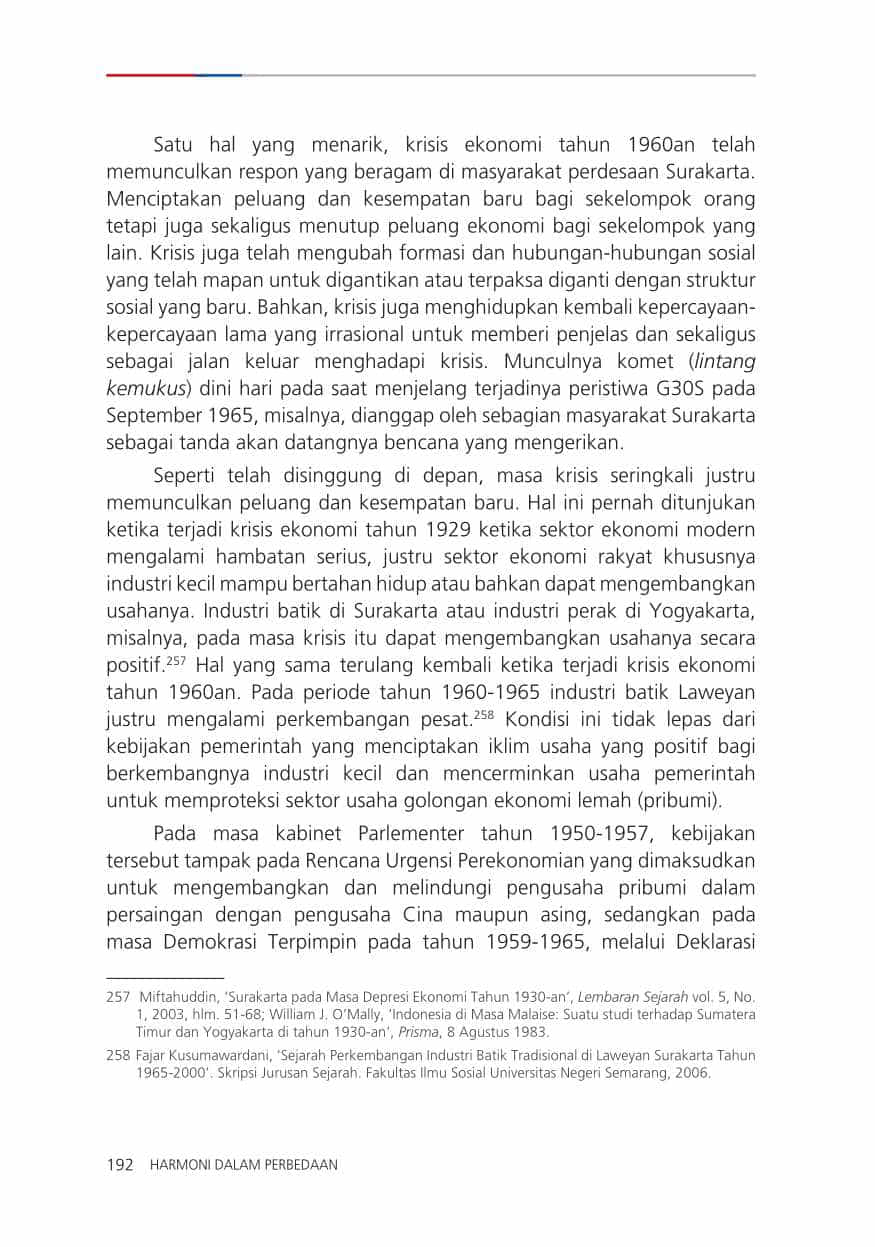 Satu hal yang menarik, krisis ekonomi tahun 1960an telah
memunculkan respon yang beragam di masyarakat perdesaan Surakarta.
Menciptakan peluang dan kesempatan baru bagi sekelompok orang
tetapi juga sekaligus menutup peluang ekonomi bagi sekelompok yang
lain. Krisis juga telah mengubah formasi dan hubungan-hubungan sosial
yang telah mapan untuk digantikan atau terpaksa diganti dengan struktur
sosial yang baru. Bahkan, krisis juga menghidupkan kembali kepercayaan-
kepercayaan lama yang irrasional untuk memberi penjelas dan sekaligus
sebagai jalan keluar menghadapi krisis. Munculnya komet (lintang
kemukus) dini hari pada saat menjelang terjadinya peristiwa G30S pada
September 1965, misalnya, dianggap oleh sebagian masyarakat Surakarta
sebagai tanda akan datangnya bencana yang mengerikan.
Seperti telah disinggung di depan, masa krisis seringkali justru
memunculkan peluang dan kesempatan baru. Hal ini pernah ditunjukan
ketika terjadi krisis ekonomi tahun 1929 ketika sektor ekonomi modern
mengalami hambatan serius, justru sektor ekonomi rakyat khususnya
industri kecil mampu bertahan hidup atau bahkan dapat mengembangkan
usahanya. Industri batik di Surakarta atau industri perak di Yogyakarta,
misalnya, pada masa krisis itu dapat mengembangkan usahanya secara
positif.257 Hal yang sama terulang kembali ketika terjadi krisis ekonomi
tahun 1960an. Pada periode tahun 1960-1965 industri batik Laweyan
justru mengalami perkembangan pesat.258 Kondisi ini tidak lepas dari
kebijakan pemerintah yang menciptakan iklim usaha yang positif bagi
berkembangnya industri kecil dan mencerminkan usaha pemerintah
untuk memproteksi sektor usaha golongan ekonomi lemah (pribumi).
Pada masa kabinet Parlementer tahun 1950-1957, kebijakan
tersebut tampak pada Rencana Urgensi Perekonomian yang dimaksudkan
untuk mengembangkan dan melindungi pengusaha pribumi dalam
persaingan dengan pengusaha Cina maupun asing, sedangkan pada
masa Demokrasi Terpimpin pada tahun 1959-1965, melalui Deklarasi
257 Miftahuddin, 'Surakarta pada Masa Depresi Ekonomi Tahun 1930-an', Lembaran Sejarah vol. 5, No.
1, 2003, hlm. 51-68; William J. O'Mally, 'Indonesia di Masa Malaise: Suatu studi terhadap Sumatera
Timur dan Yogyakarta di tahun 1930-an', Prisma, 8 Agustus 1983.
258 Fajar Kusumawardani, 'Sejarah Perkembangan Industri Batik Tradisional di Laweyan Surakarta Tahun
1965-2000'. Skripsi Jurusan Sejarah. Fakultas Ilmu Sosial Universitas Negeri Semarang, 2006.
192 HARMONI DALAM PERBEDAAN